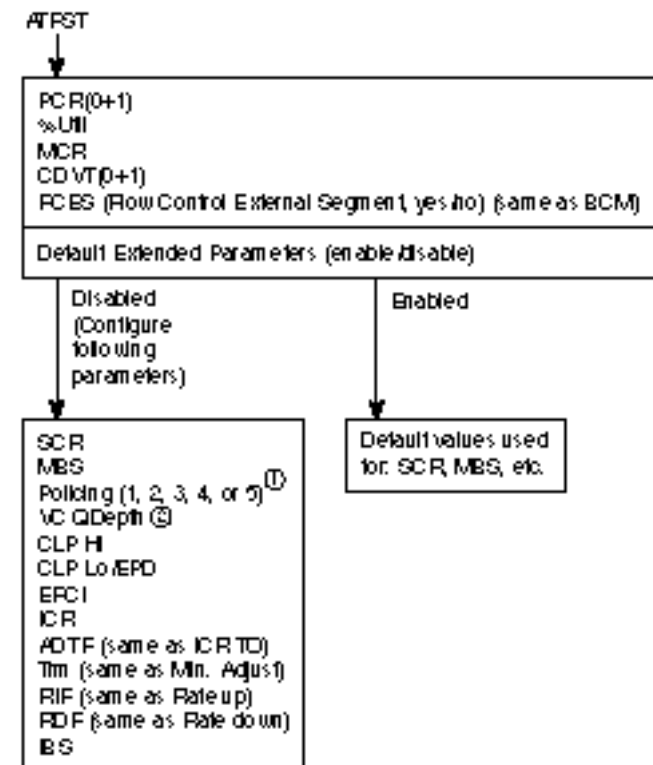 ATFST
PCR(0+1)
%Util
MCR
CDVT(0+1)
FCES (Flow Control External Segment, yes/no) (same as BCM)
Default Extended Parameters (enable/disable)
Disabled
(Configure
following
parameters)
Enabled
SCR
MBS
Policing (1, 2, 3, 4, or 5) ①
VC QDepth ②
CLP Hi
CLP Lo/EPD
EFCI
ICR
ADTF (same as ICR TO)
Trm (same as Min. Adjust)
RIF (same as Rate up)
RDF (same as Rate down)
IBS
Default values used
for: SCR, MBS, etc.